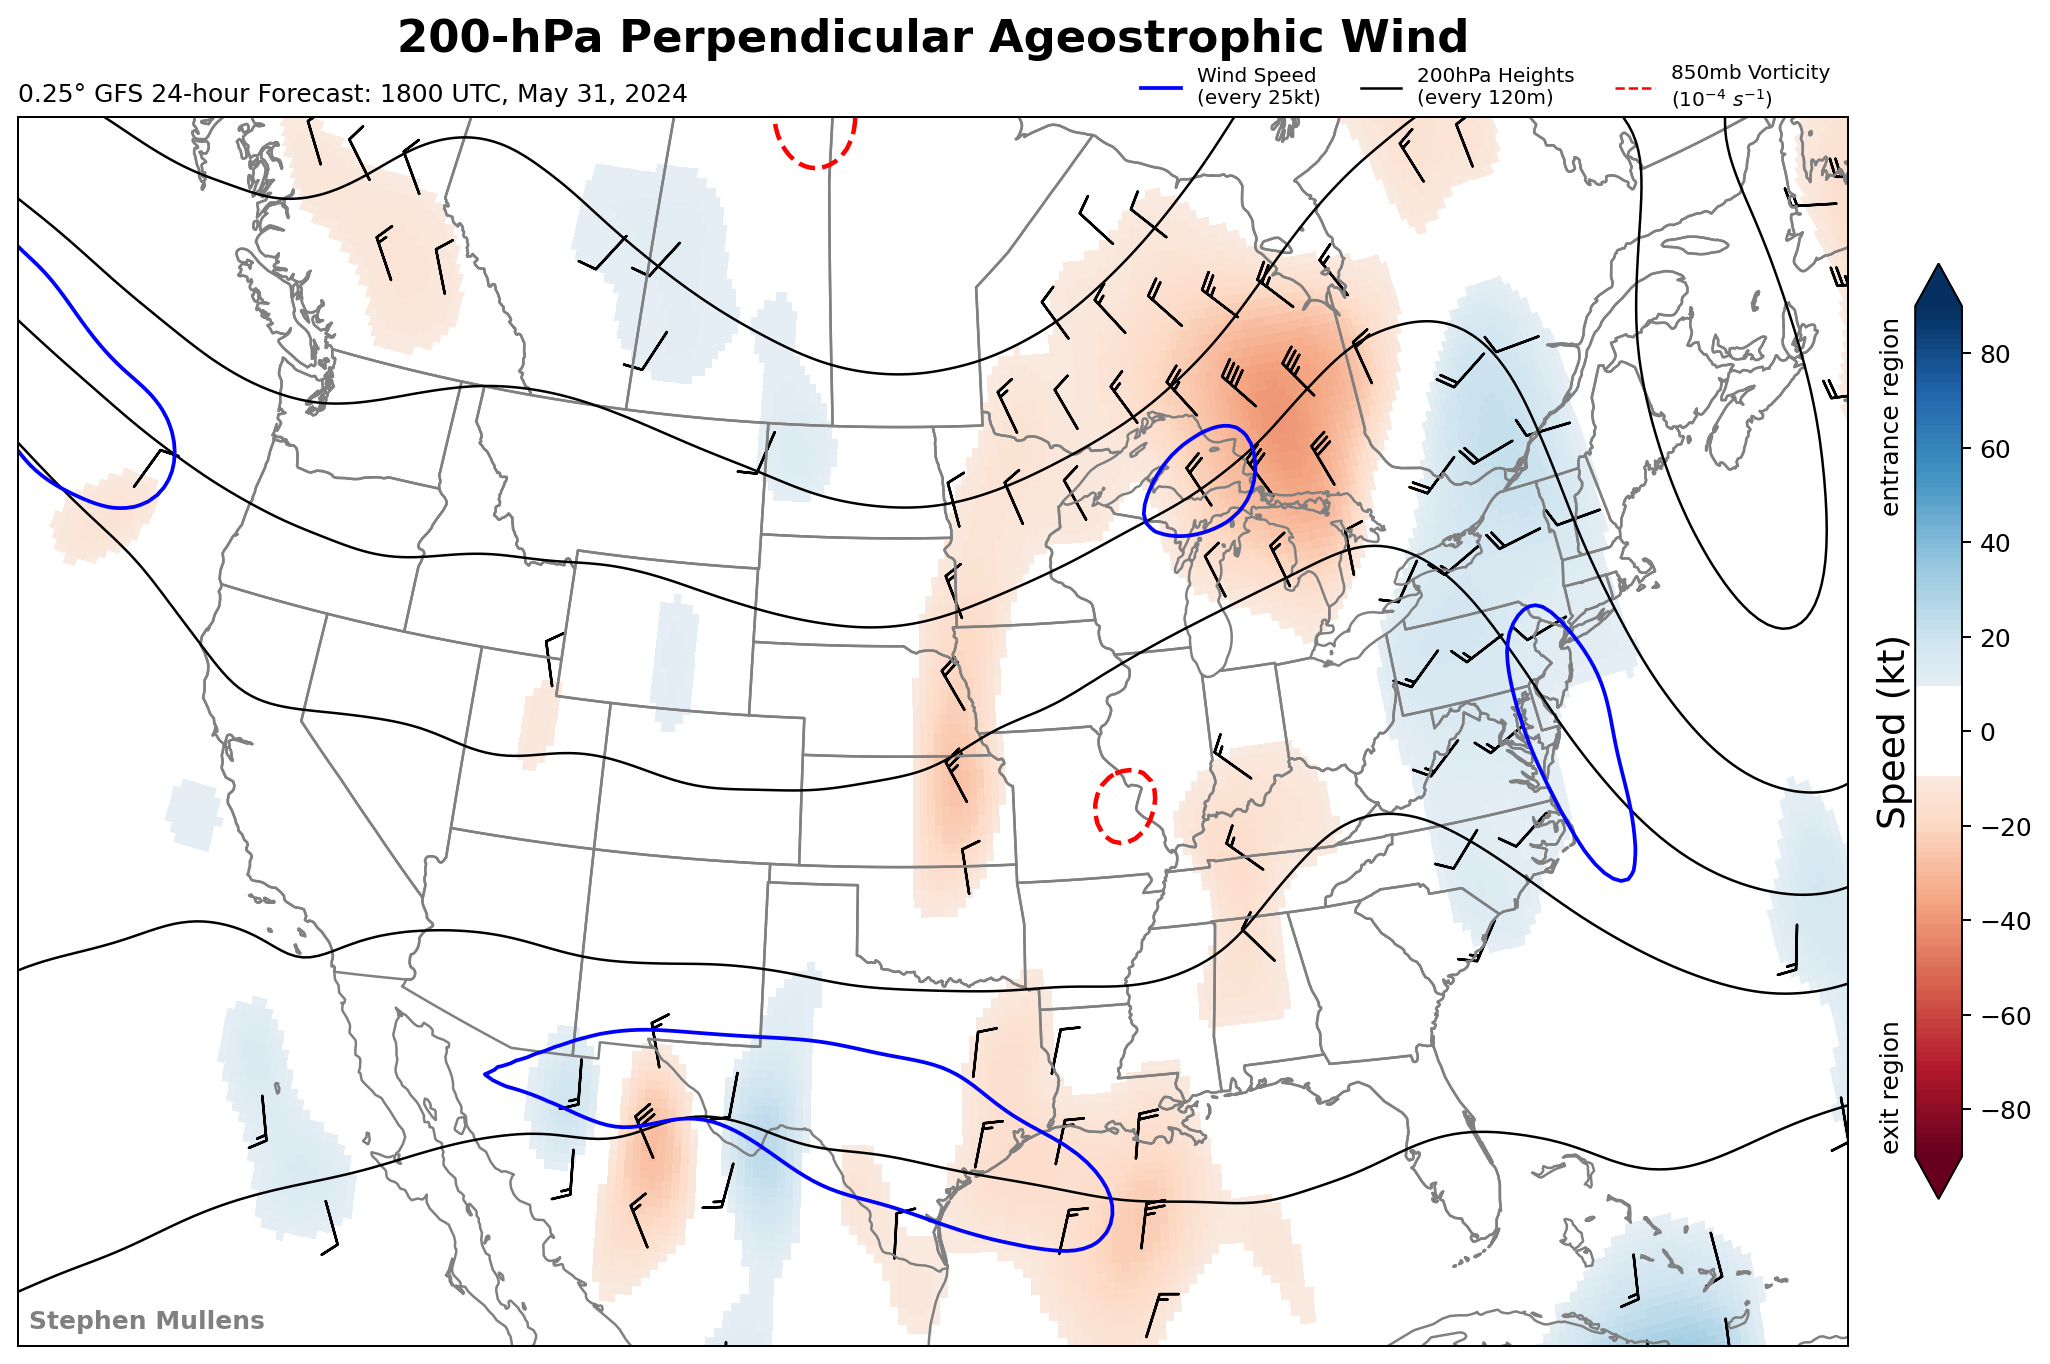 200-hPa Perpendicular Ageostrophic Wind
0.25° GFS 24-hour Forecast: 1800 UTC, May 31, 2024
Wind Speed
(every 25kt)
200hPa Heights
(every 120m)
850mb Vorticity
(10⁻⁴ s⁻¹)
entrance region
Speed (kt)
exit region
80
60
40
20
0
−20
−40
−60
−80
Stephen Mullens